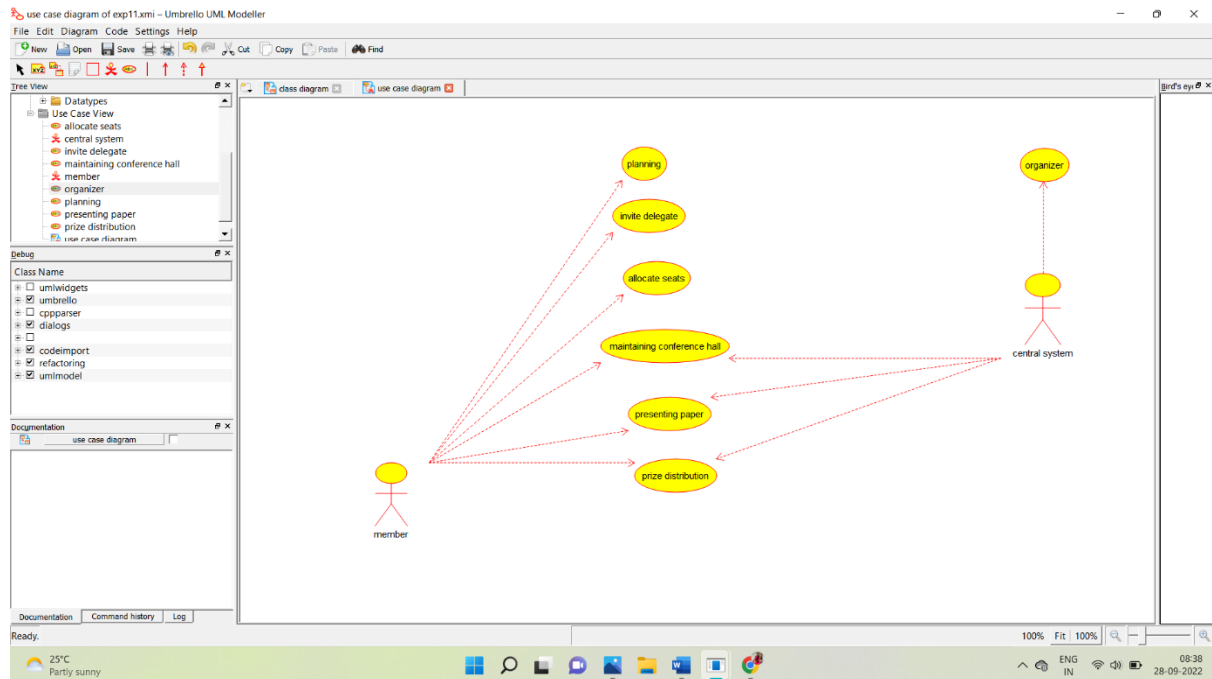 use case diagram of exp11.xmi – Umbrello UML Modeller
File Edit Diagram Code Settings Help
New Open Save Cut Copy Paste Find
Tree View
class diagram
use case diagram
Bird's eye
Datatypes
Use Case View
allocate seats
central system
invite delegate
maintaining conference hall
member
organizer
planning
presenting paper
prize distribution
use case diagram
Debug
Class Name
umlwidgets
umbrello
cppparser
dialogs
codeimport
refactoring
umlmodel
Documentation
use case diagram
Documentation Command history Log
planning
invite delegate
allocate seats
maintaining conference hall
presenting paper
prize distribution
member
organizer
central system
Ready.
100% Fit 100%
25°C
Partly sunny
ENG
IN
08:38
28-09-2022